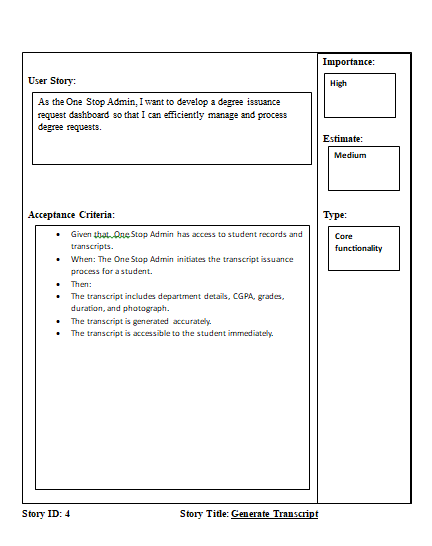 Importance:
High
User Story:
As the One Stop Admin, I want to develop a degree issuance
request dashboard so that I can efficiently manage and process
degree requests.
Estimate:
Medium
Acceptance Criteria:
Type:
Core
functionality
• Given that, One Stop Admin has access to student records and
transcripts.
• When: The One Stop Admin initiates the transcript issuance
process for a student.
• Then:
• The transcript includes department details, CGPA, grades,
duration, and photograph.
• The transcript is generated accurately.
• The transcript is accessible to the student immediately.
Story ID: 4 Story Title: Generate Transcript